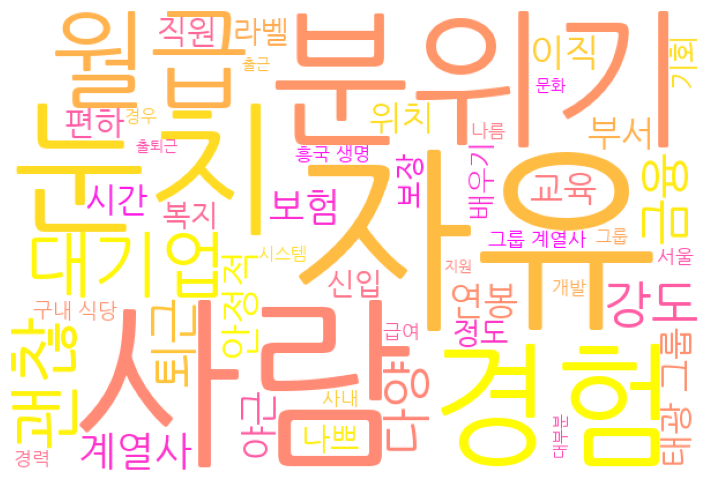 월급
직원
라벨
출근
분위기
이직
기회
문화
눈치
편하
경우
출퇴근
위치
나름
부서
흥국 생명
보장
배우기
금융
시간
복지
보험
자유
교육
대기업
안정적
시스템
그룹 계열사
그룹
서울
신입
지원
연봉
개발
강도
구내 식당
퇴근
급여
정도
괜찮
사람
다양
경험
태광 그룹
계열사
야근
사내
나쁘
대부분
경력